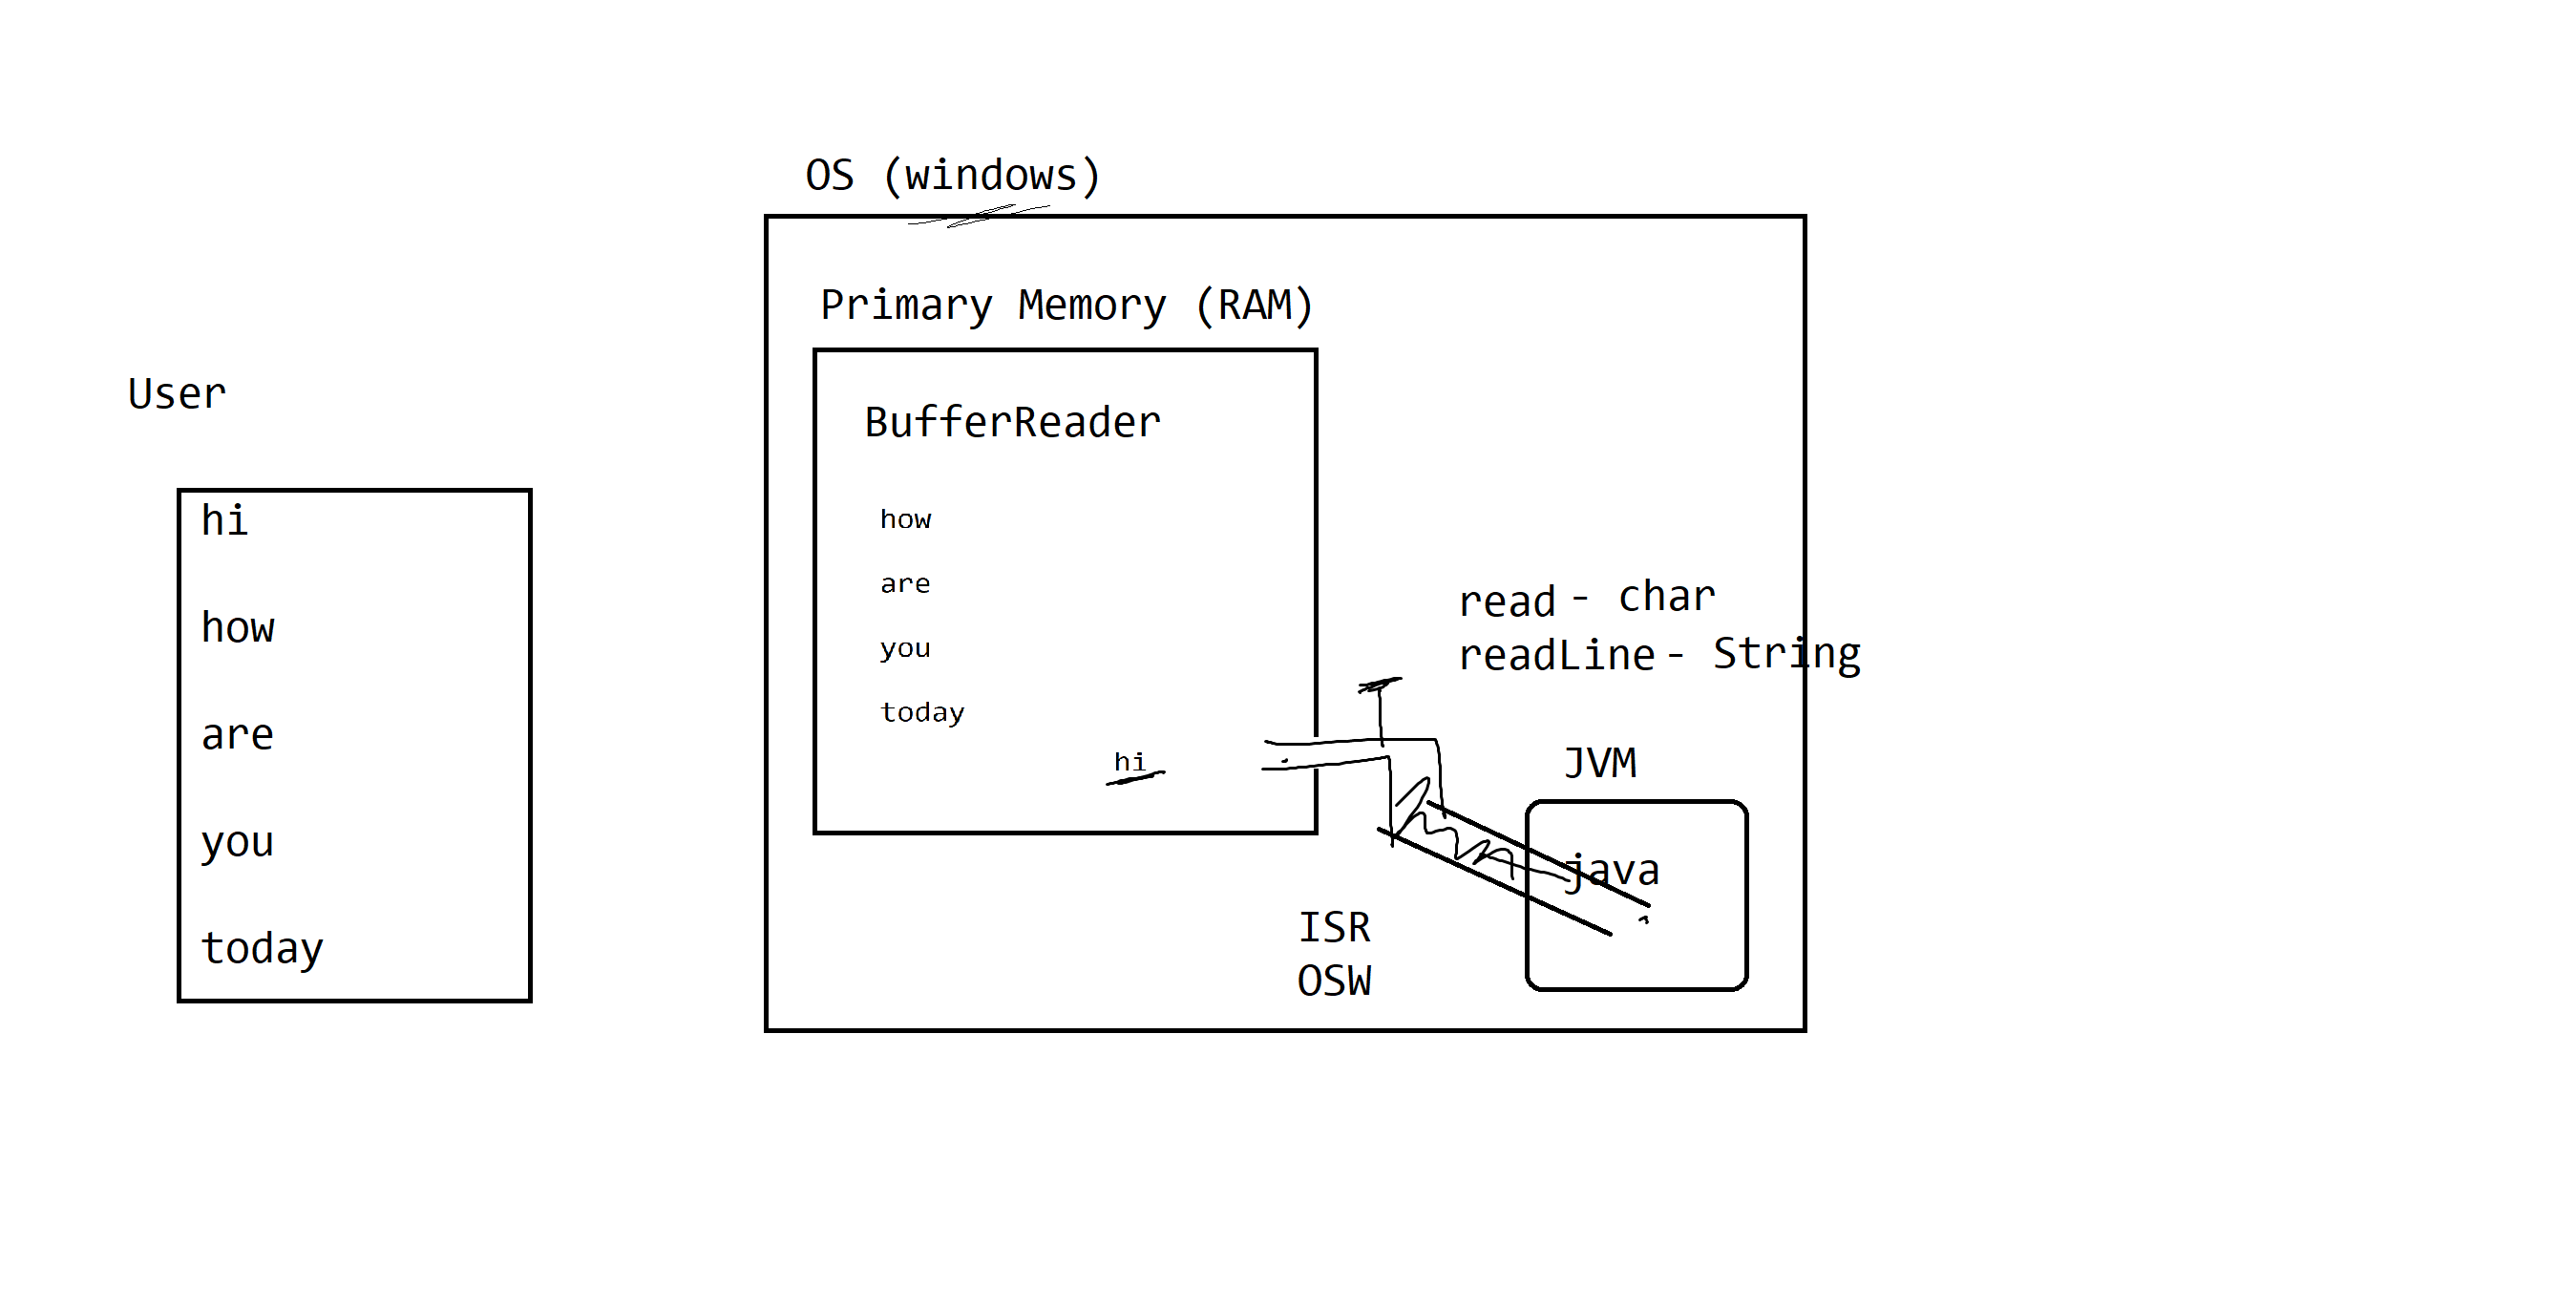 OS (windows)
Primary Memory (RAM)
User
BufferReader
hi
how
are
you
today
how
are
you
today
hi
read - char
readLine - String
JVM
java
ISR
OSW